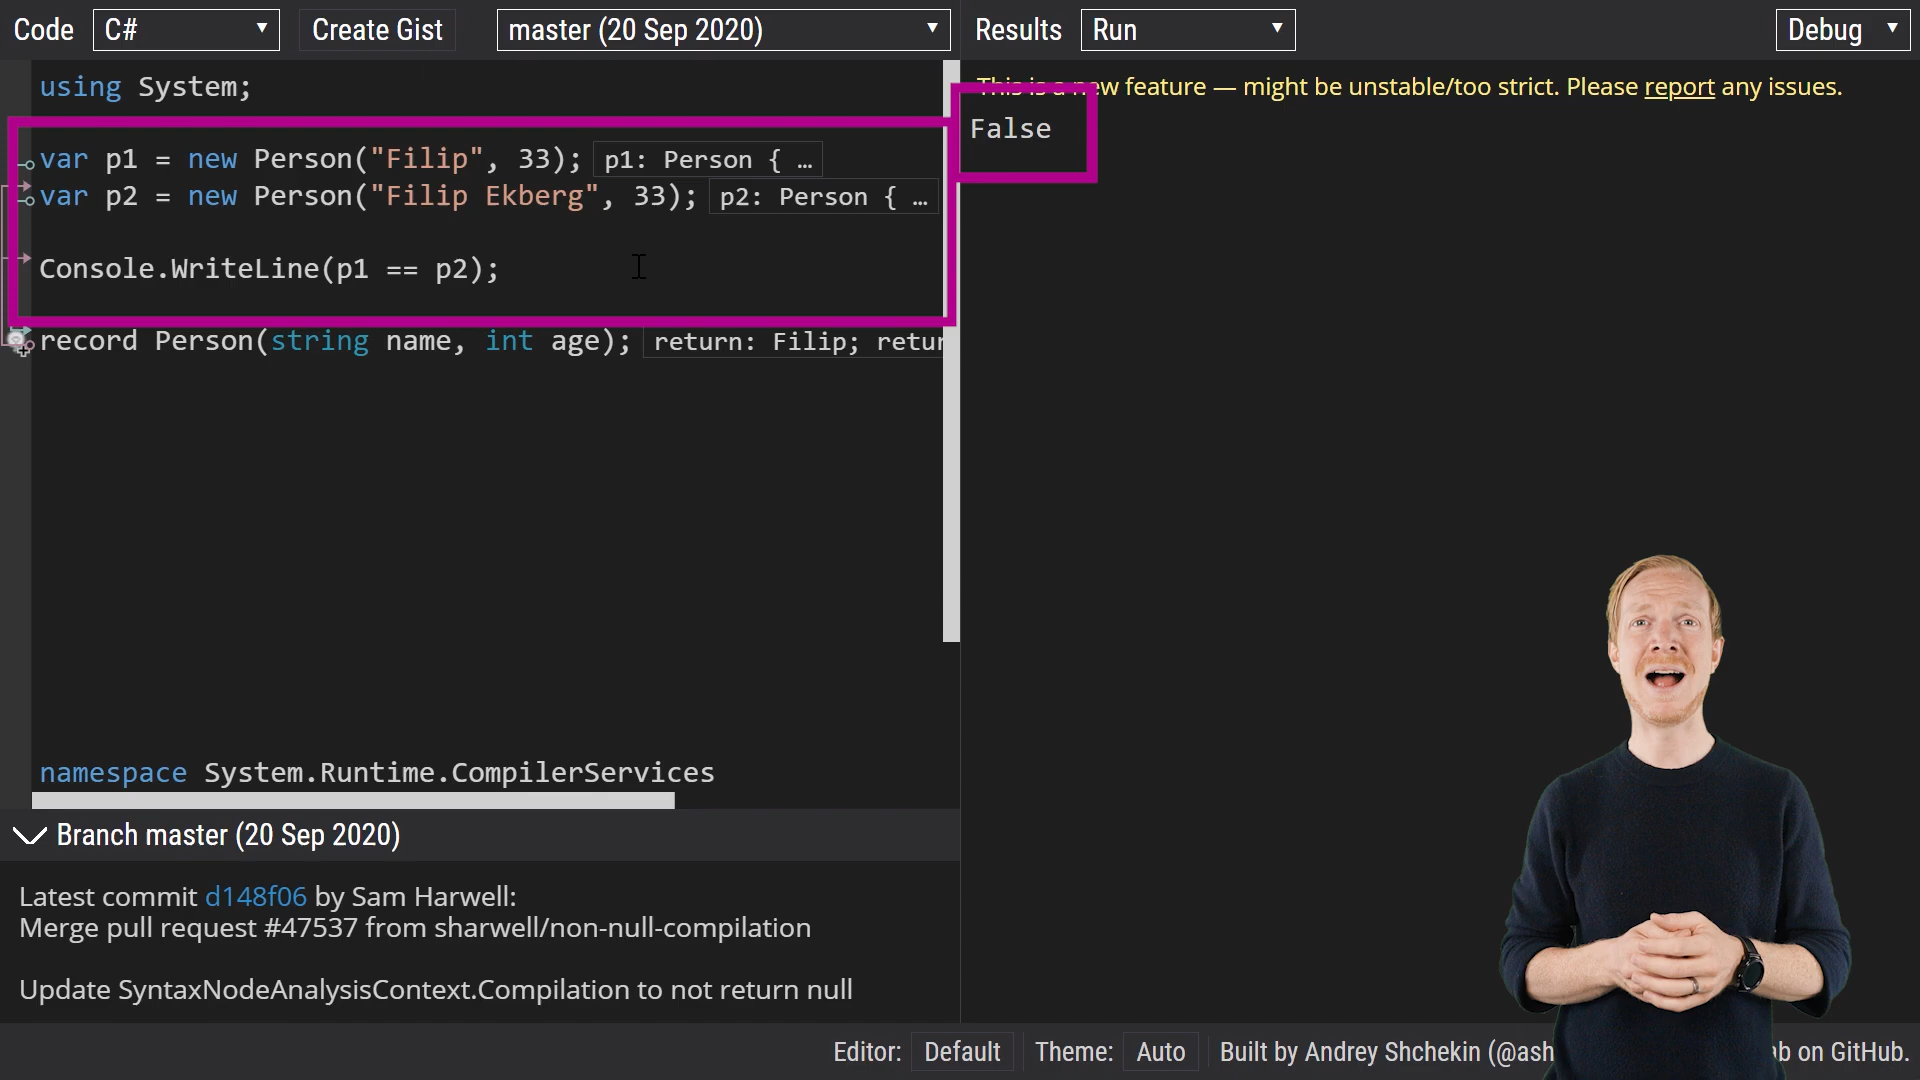 Code C# Create Gist master (20 Sep 2020) Results Run Debug
using System;
This is a new feature — might be unstable/too strict. Please report any issues.
False
var p1 = new Person("Filip", 33); p1: Person { …
var p2 = new Person("Filip Ekberg", 33); p2: Person { …
Console.WriteLine(p1 == p2);
record Person(string name, int age); return: Filip; retur
namespace System.Runtime.CompilerServices
Branch master (20 Sep 2020)
Latest commit d148f06 by Sam Harwell:
Merge pull request #47537 from sharwell/non-null-compilation
Update SyntaxNodeAnalysisContext.Compilation to not return null
Editor: Default Theme: Auto Built by Andrey Shchekin (@ash ab on GitHub.